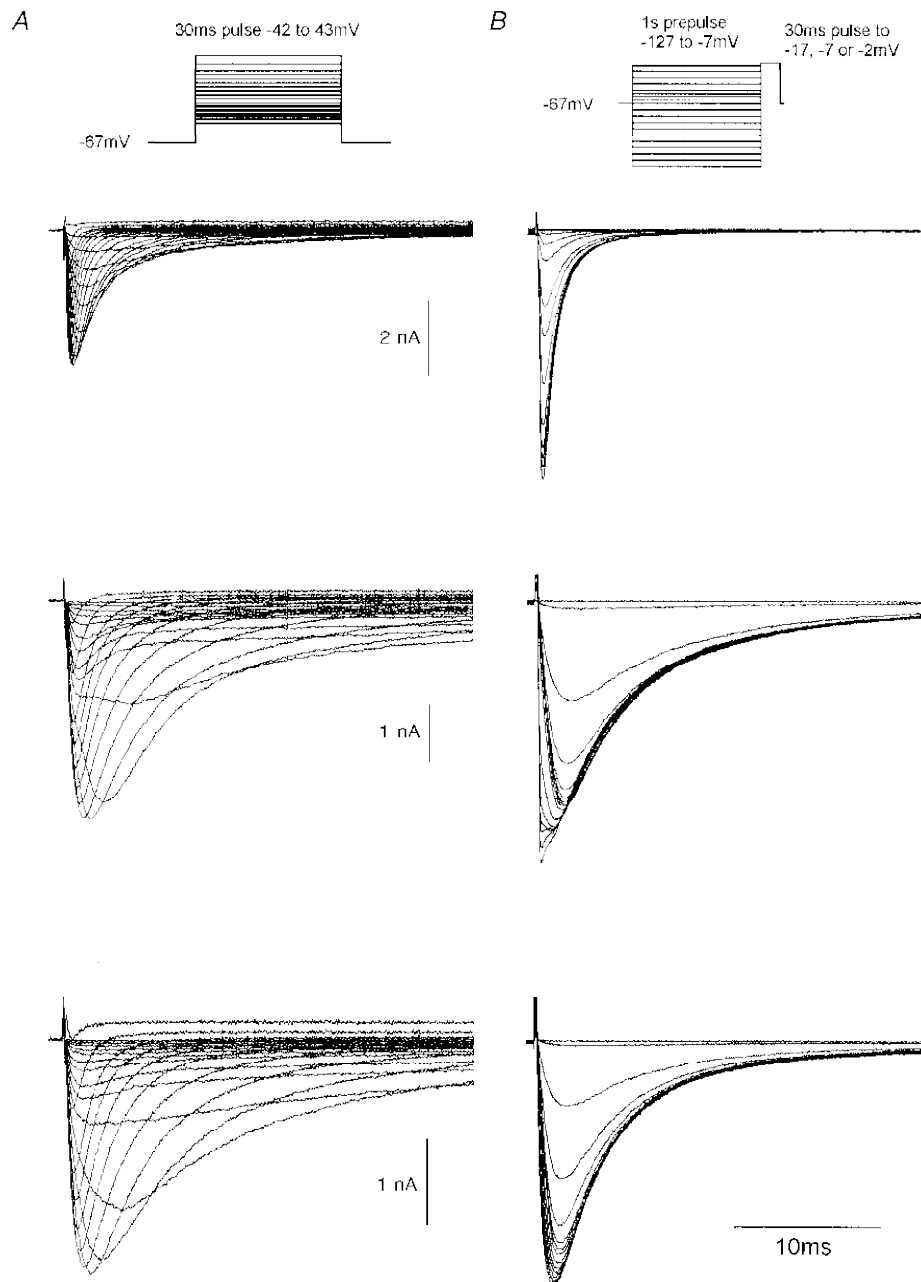 A
30ms pulse -42 to 43mV
-67mV
2 nA
1 nA
1 nA
B
1s prepulse
-127 to -7mV
30ms pulse to
-17, -7 or -2mV
-67mV
10ms